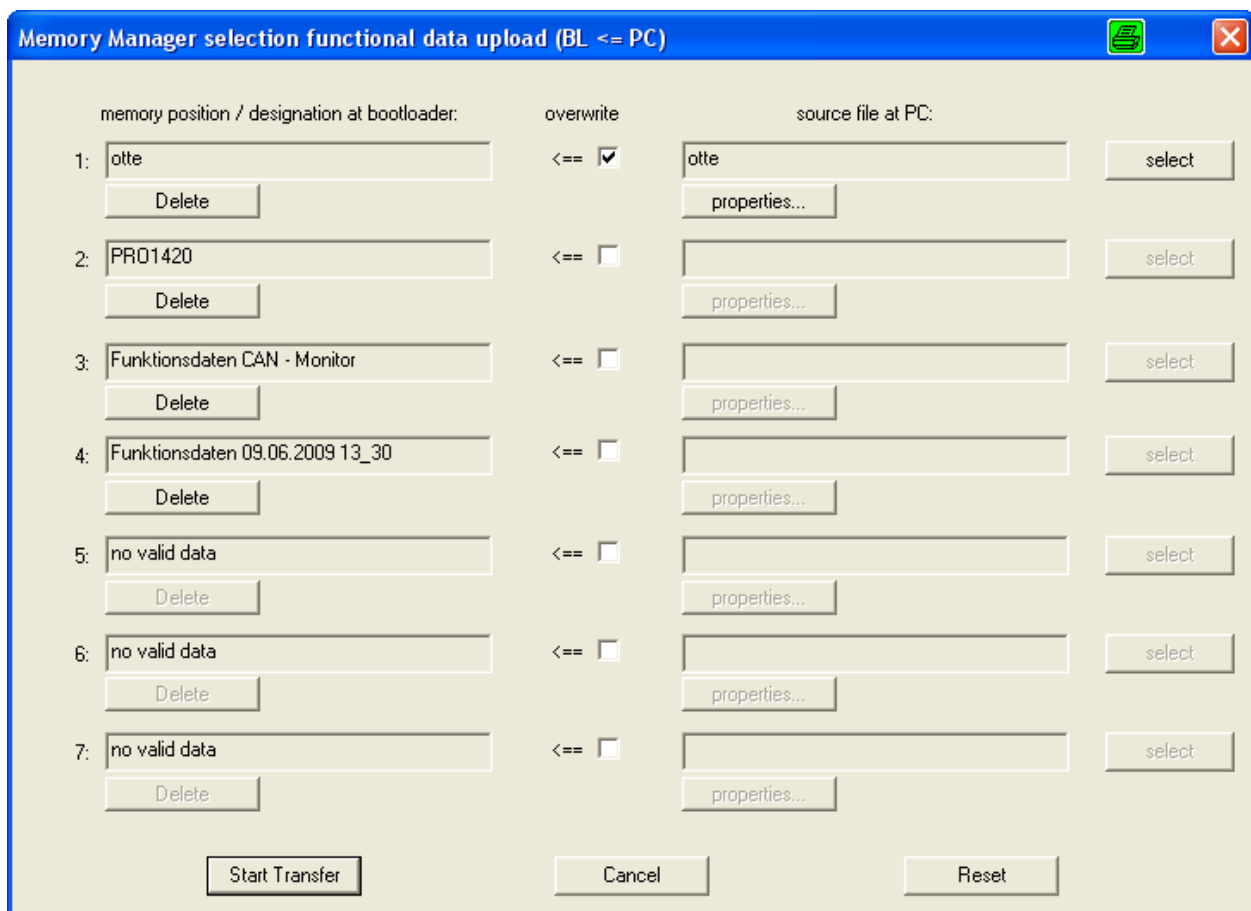 Memory Manager selection functional data upload (BL <= PC)
memory position / designation at bootloader: overwrite source file at PC:
1: otte <== otte select
Delete properties...
2: PRO1420 <== select
Delete properties...
3: Funktionsdaten CAN - Monitor <== select
Delete properties...
4: Funktionsdaten 09.06.2009 13_30 <== select
Delete properties...
5: no valid data <== select
Delete properties...
6: no valid data <== select
Delete properties...
7: no valid data <== select
Delete properties...
Start Transfer Cancel Reset